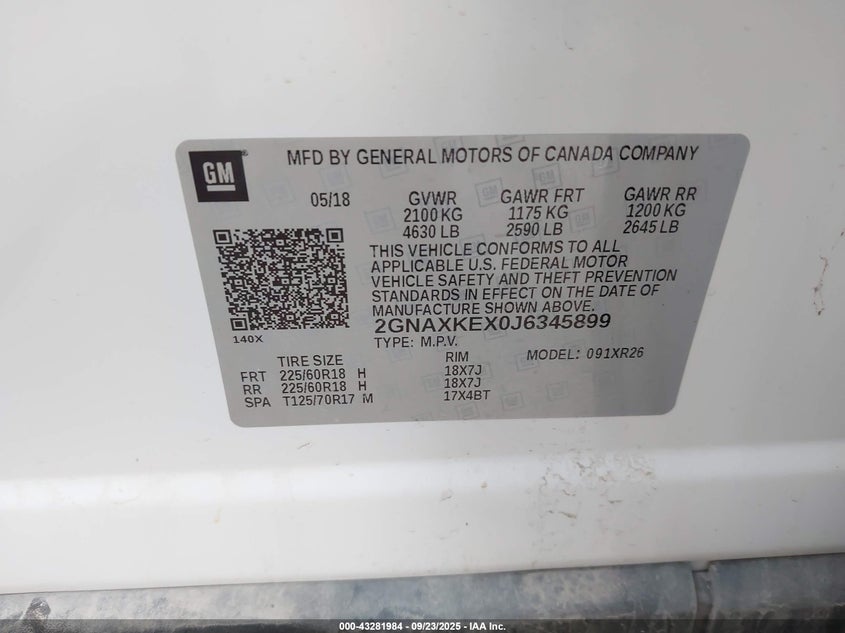 GM
MFD BY GENERAL MOTORS OF CANADA COMPANY
05/18 GVWR GAWR FRT GAWR RR
2100 KG 1175 KG 1200 KG
4630 LB 2590 LB 2645 LB
THIS VEHICLE CONFORMS TO ALL
APPLICABLE U.S. FEDERAL MOTOR
VEHICLE SAFETY AND THEFT PREVENTION
STANDARDS IN EFFECT ON THE DATE OF
MANUFACTURE SHOWN ABOVE.
2GNAXKEX0J6345899
140X
TYPE: M.P.V.
TIRE SIZE RIM MODEL: 091XR26
FRT 225/60R18 H 18X7J
RR 225/60R18 H 18X7J
SPA T125/70R17 M 17X4BT
000-43281984 - 09/23/2025 - IAA Inc.